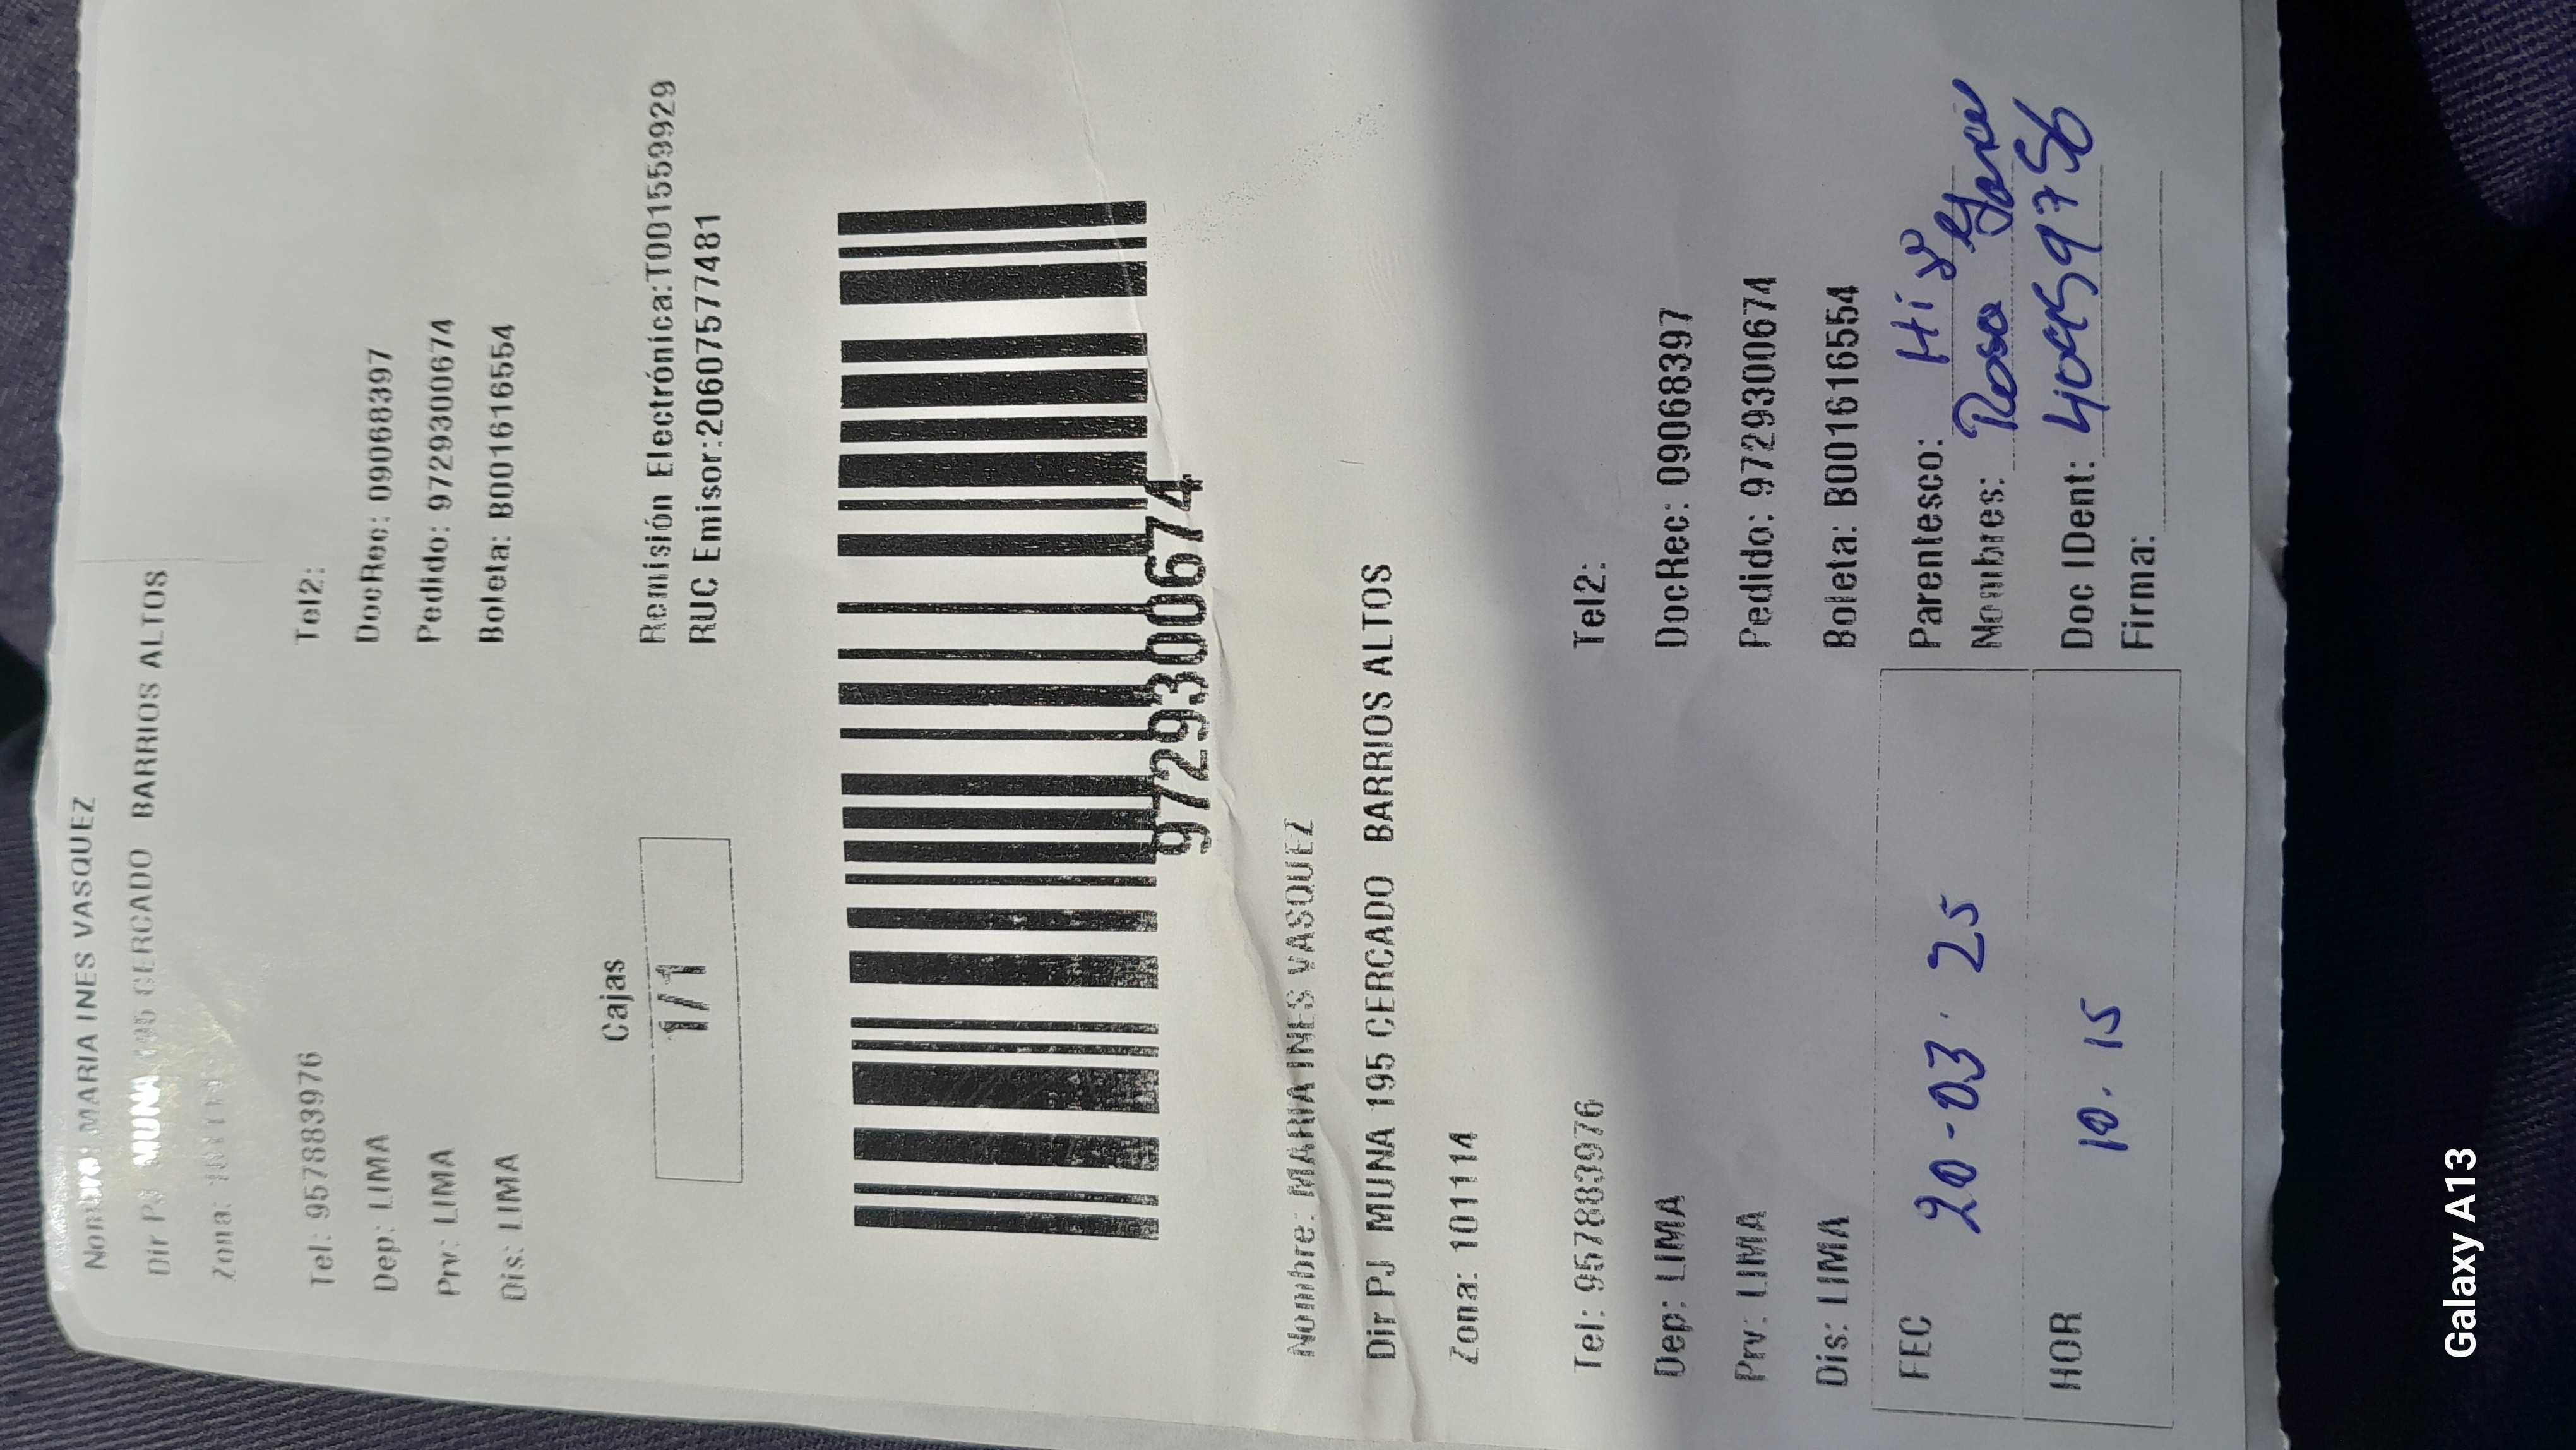 Nombre: MARIA INES VASQUEZ
Dir PJ MUNA 195 CERCADO BARRIOS ALTOS
Zona:
Tel: 957883976
Tel2:
Dep: LIMA
DocRec: 09068397
Prv: LIMA
Pedido: 9729300674
Dis: LIMA
Boleta: B001616554
Cajas
1/1
Remisión Electrónica:T001559929
RUC Emisor:20607577481
9729300674
Nombre: MARIA INES VASQUEZ
Dir PJ MUNA 195 CERCADO BARRIOS ALTOS
Zona: 101114
Tel: 957883976
Tel2:
Dep: LIMA
DocRec: 09068397
Prv: LIMA
Pedido: 9729300674
Dis: LIMA
Boleta: B001616554
FEC 20-03. 25
Parentesco:
Nombres: Rosa
HOR 10. 15
Doc IDent:
Firma:
Galaxy A13